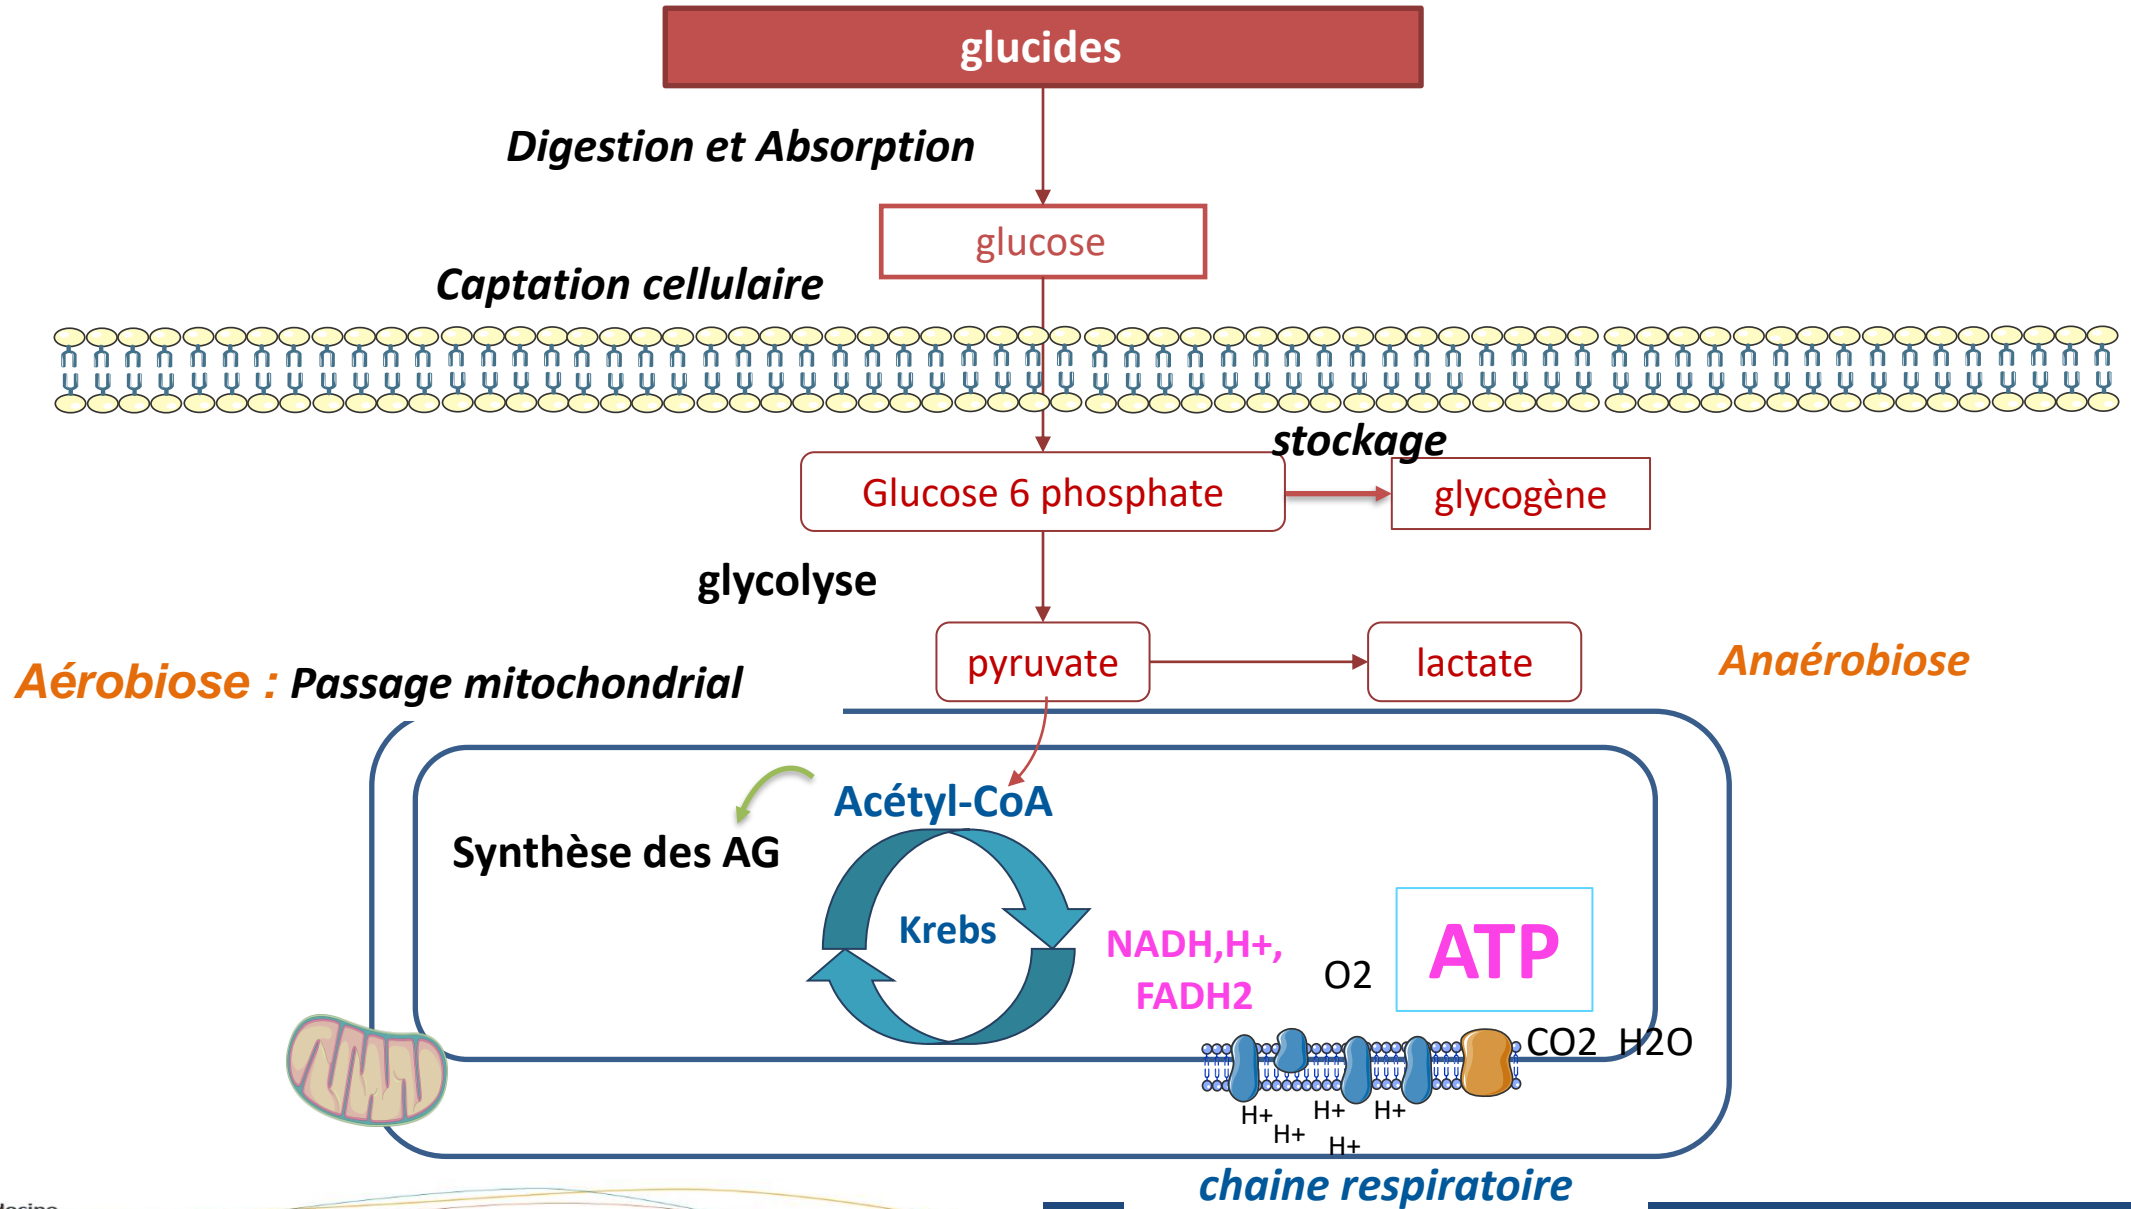 glucides
Digestion et Absorption
glucose
Captation cellulaire
stockage
Glucose 6 phosphate
glycogène
glycolyse
pyruvate
lactate
Anaérobiose
Aérobiose : Passage mitochondrial
Acétyl-CoA
Synthèse des AG
Krebs
NADH,H+,
FADH2
O2
ATP
CO2 H2O
H+
H+
H+
H+
H+
chaine respiratoire